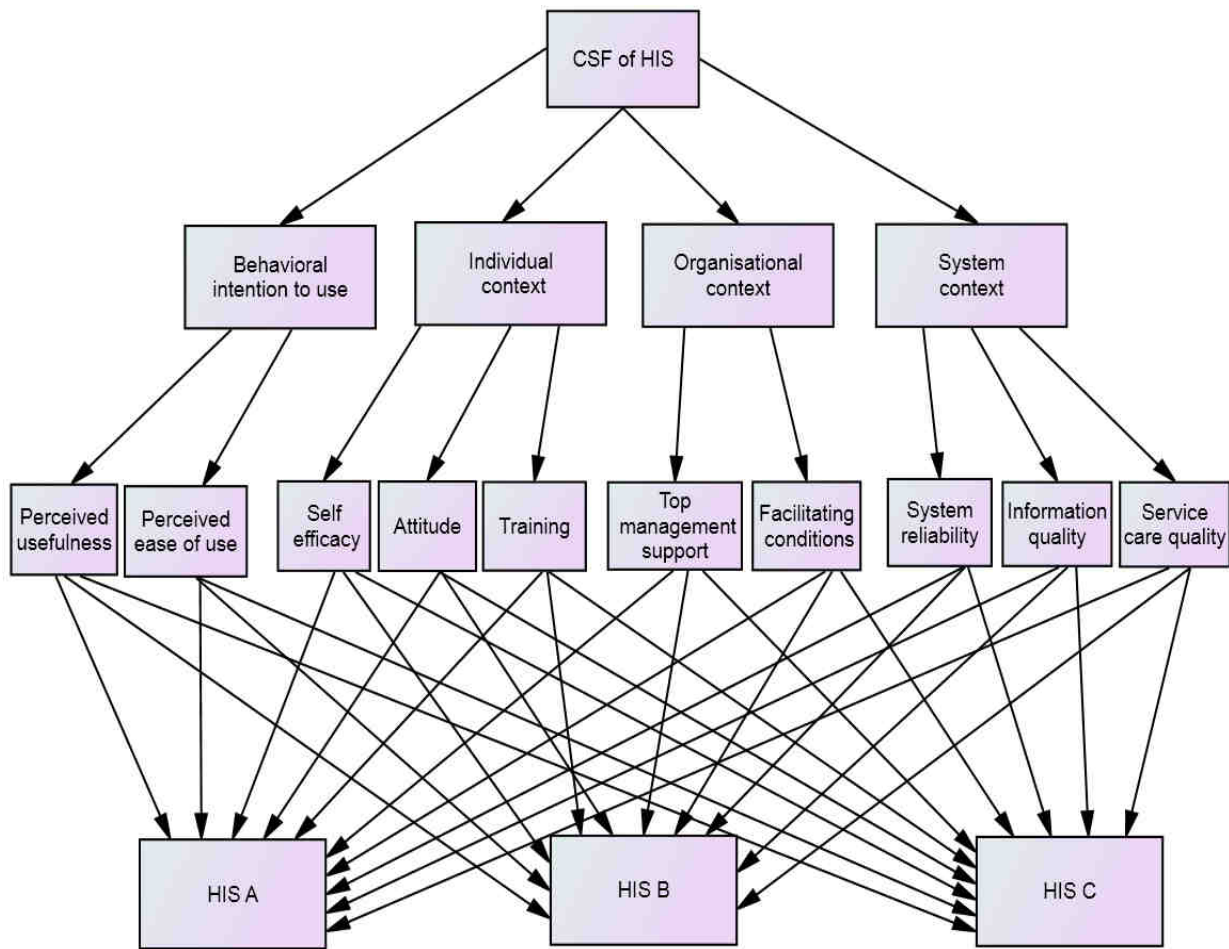 CSF of HIS
Behavioral
intention to use
Individual
context
Organisational
context
System
context
Perceived
usefulness
Perceived
ease of use
Self
efficacy
Attitude
Training
Top
management
support
Facilitating
conditions
System
reliability
Information
quality
Service
care quality
HIS A
HIS B
HIS C